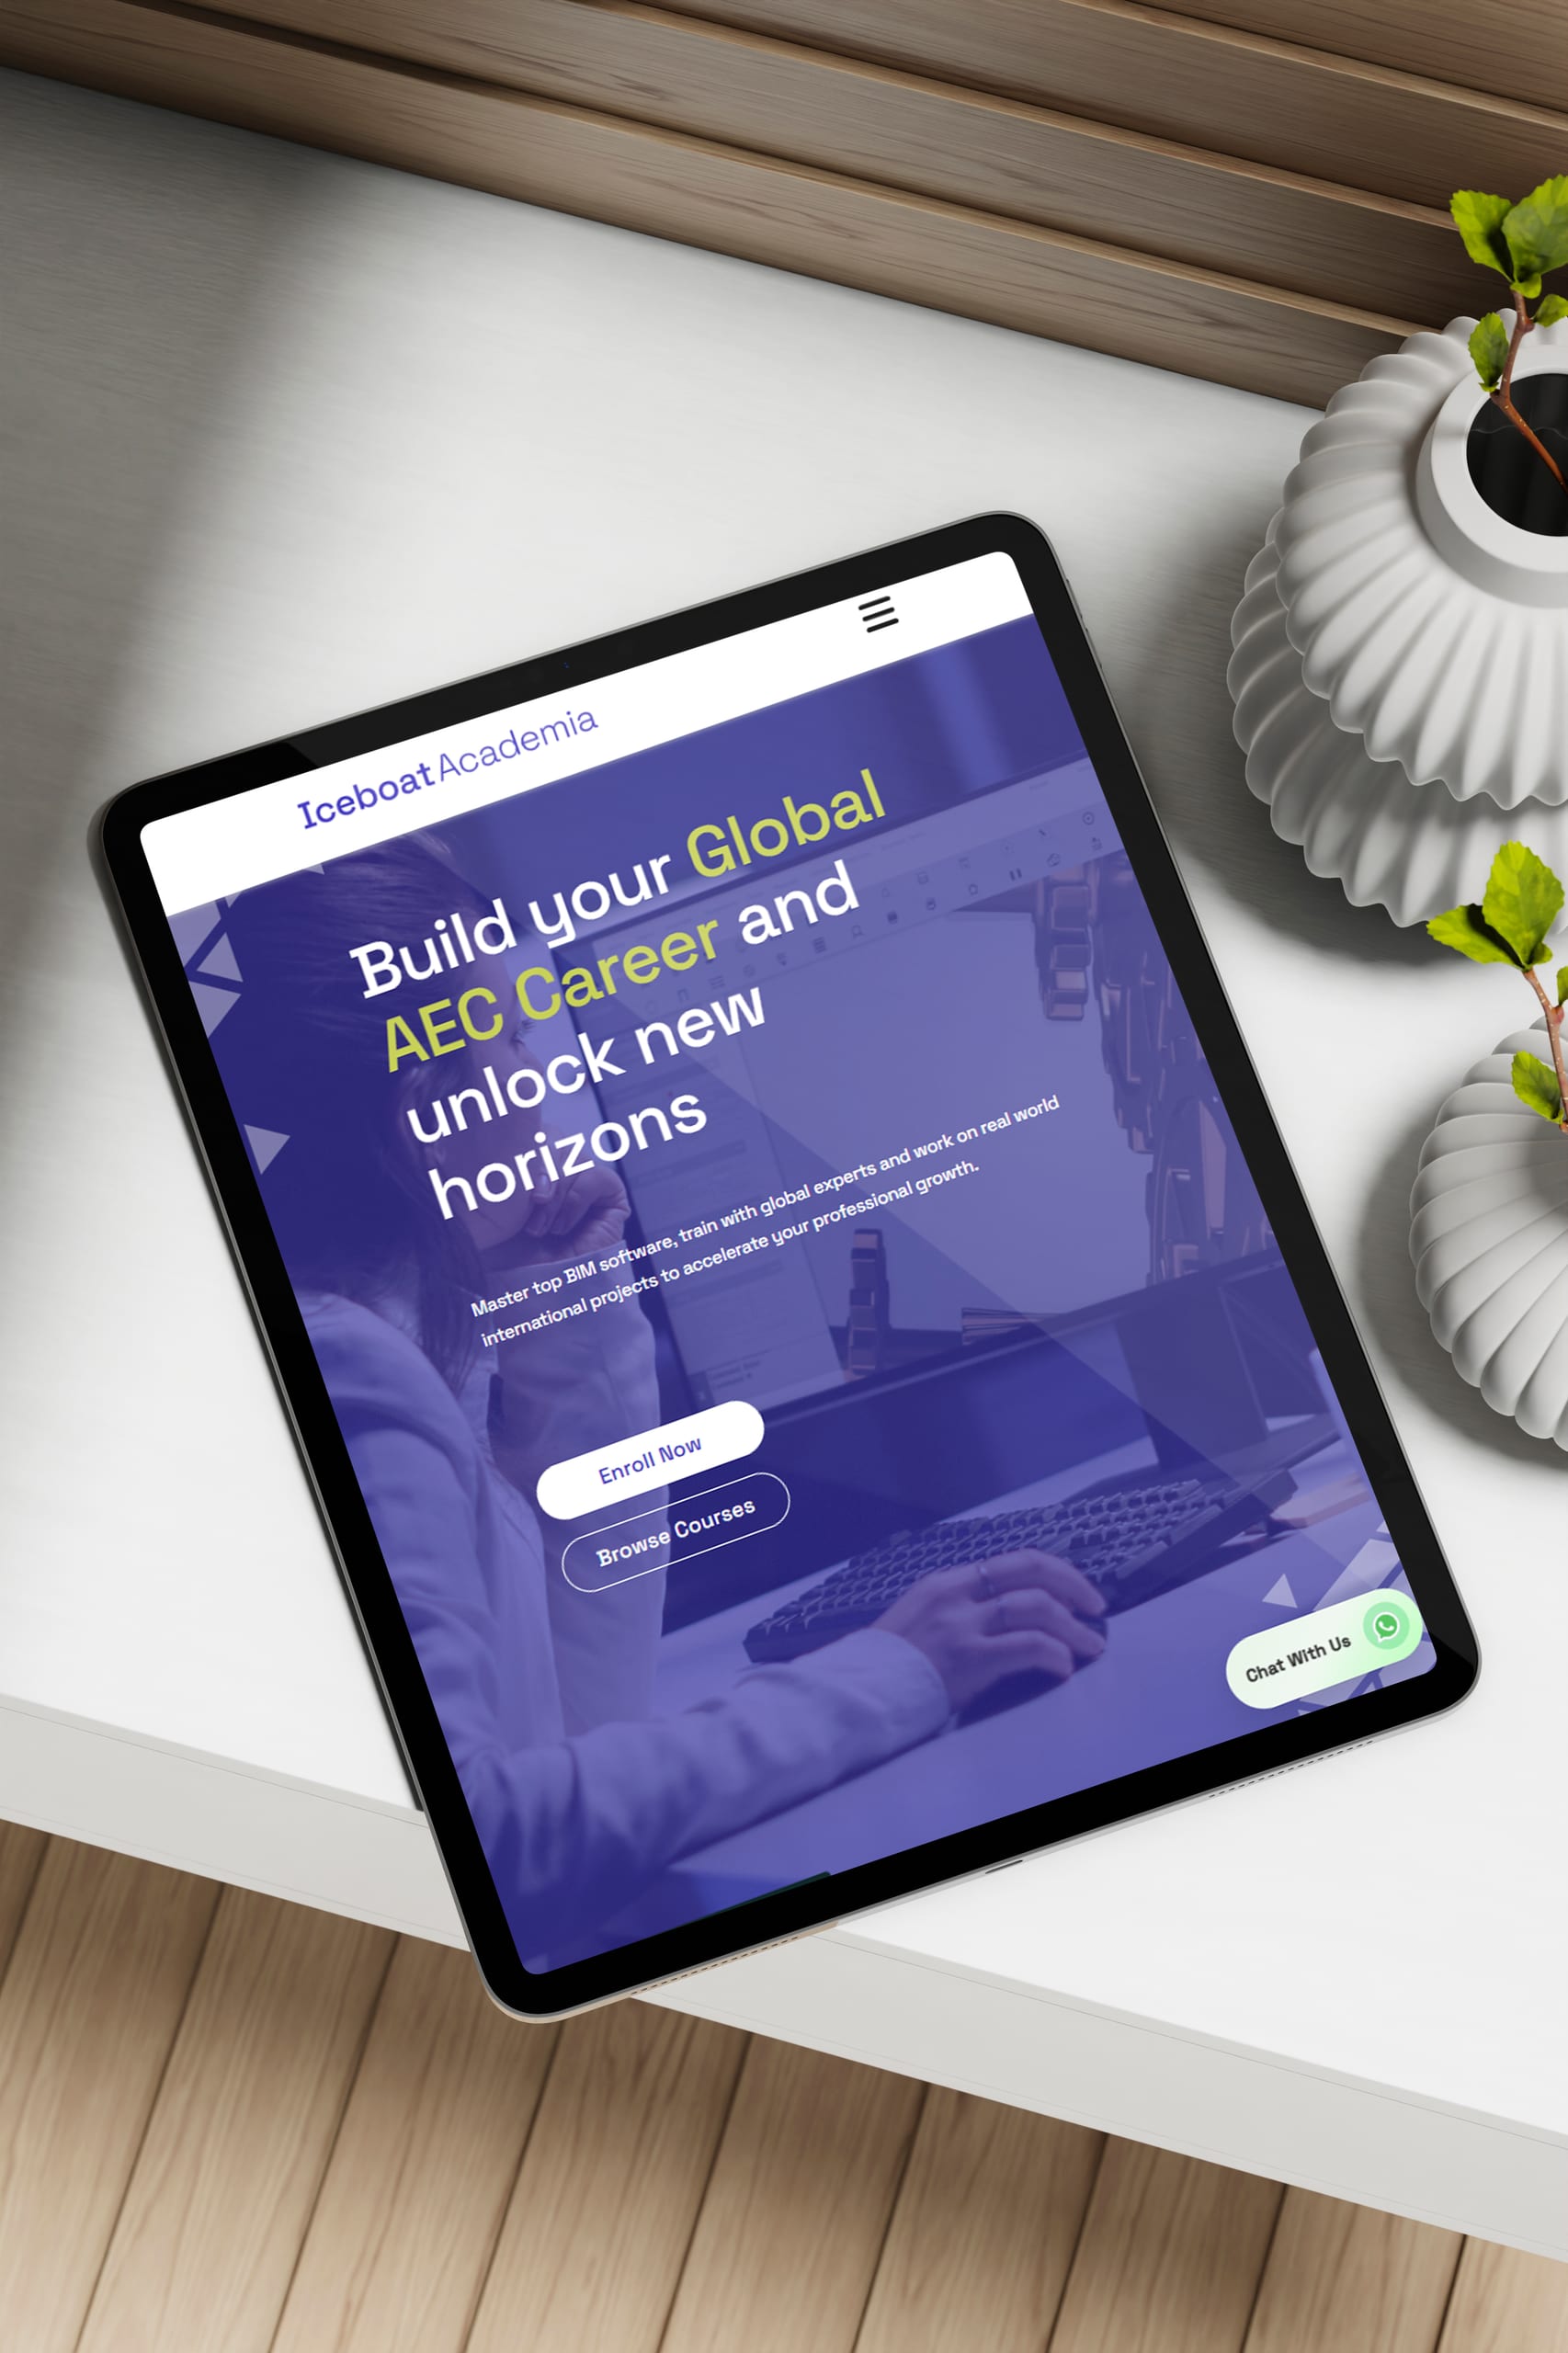 Iceboat Academia
Build your Global
AEC Career and
unlock new
horizons
Master top BIM software, train with global experts and work on real world
international projects to accelerate your professional growth.
Enroll Now
Browse Courses
Chat With Us